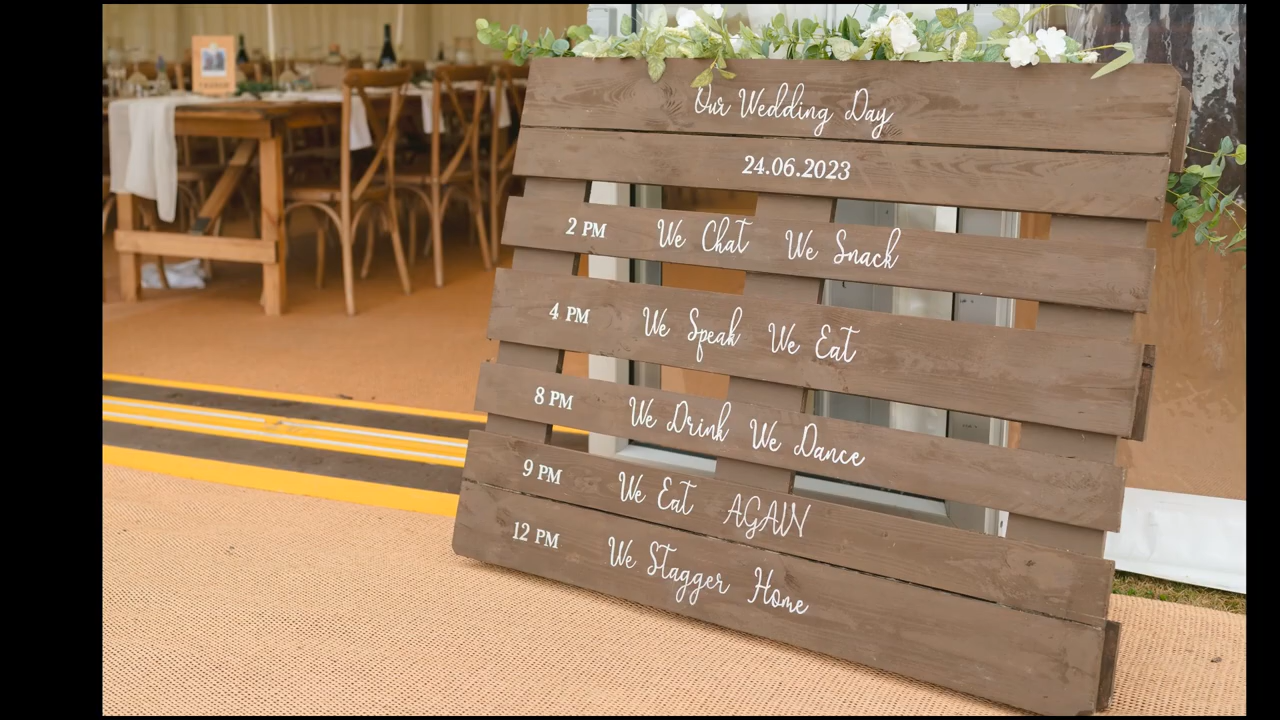 Our Wedding Day
24.06.2023
2 PM We Chat We Snack
4 PM We Speak We Eat
8 PM We Drink We Dance
9 PM We Eat AGAIN
12 PM We Stagger Home